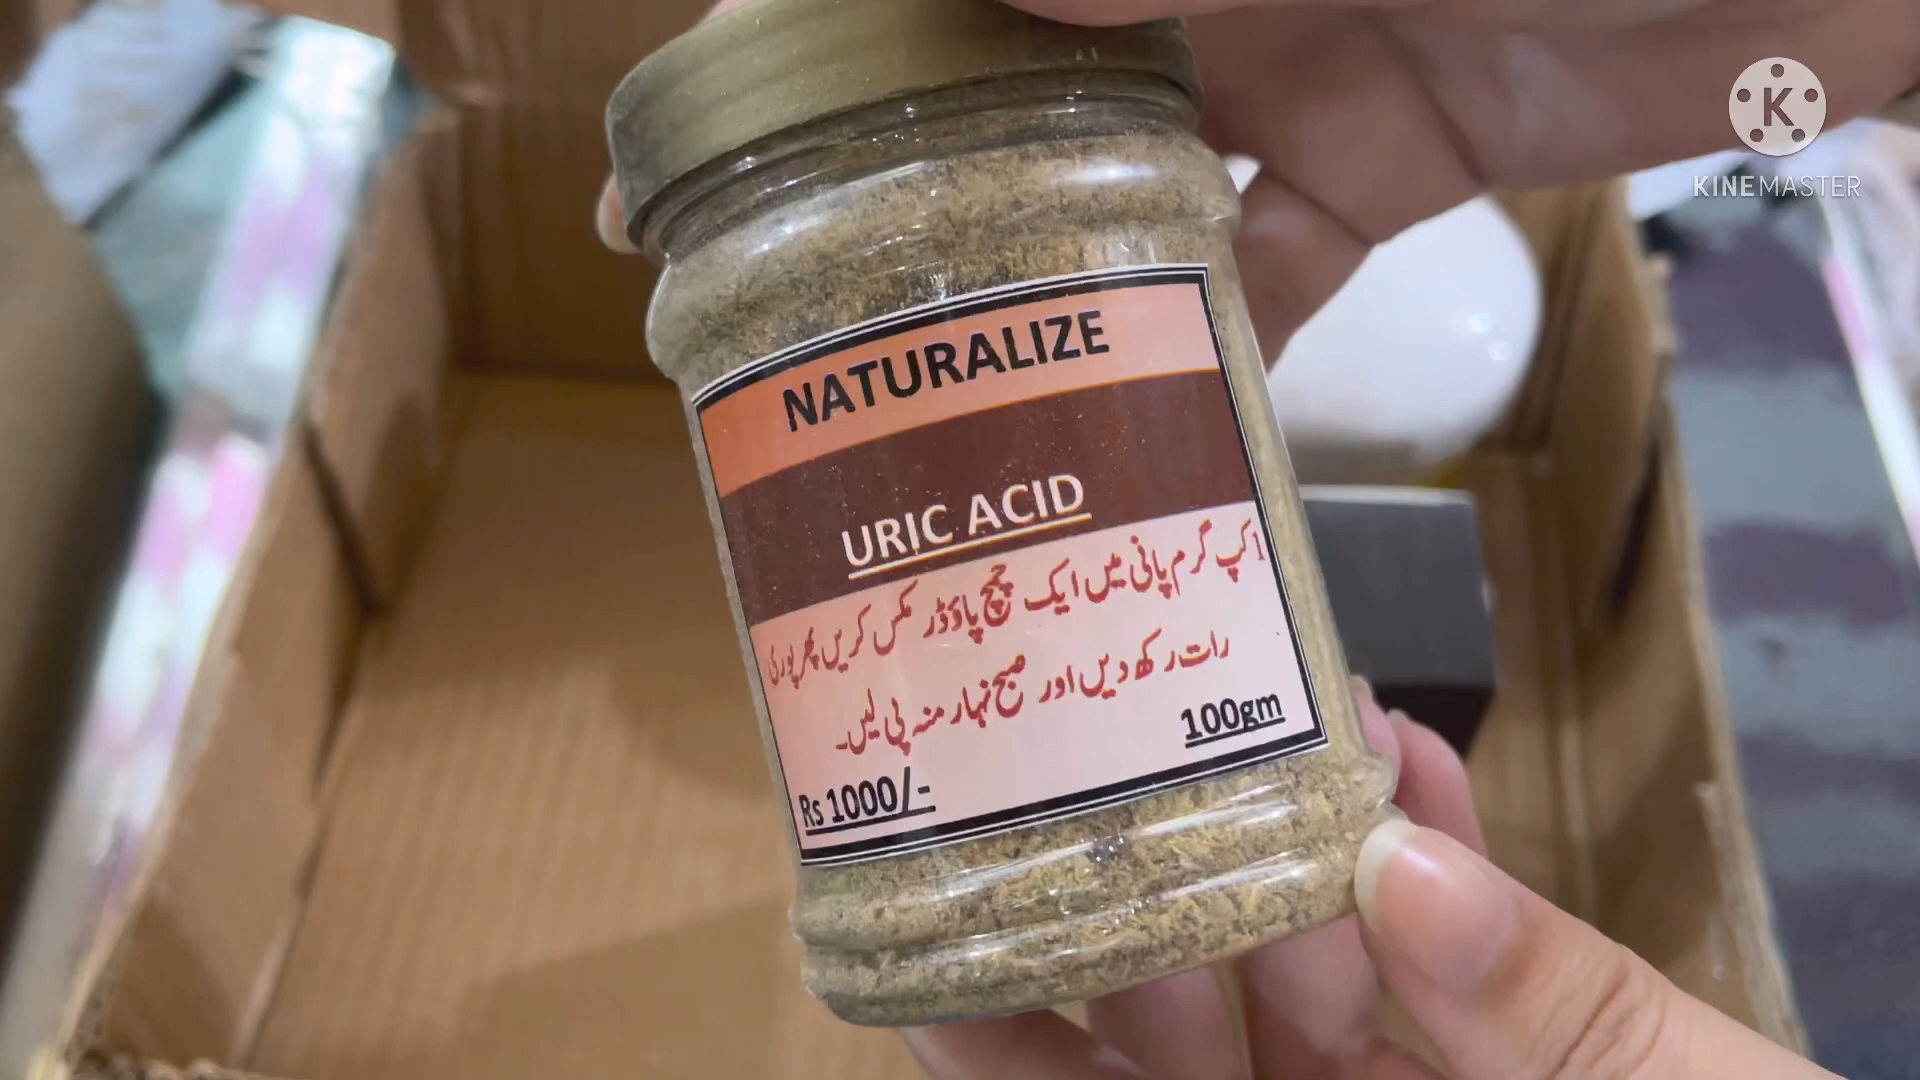 K
KINEMASTER
NATURALIZE
URIC ACID
1 کپ گرم پانی میں ایک چمچ پاؤڈر مکس کریں پھر پوری
رات رکھ دیں اور صبح نہار منہ پی لیں۔
100gm
Rs 1000/-